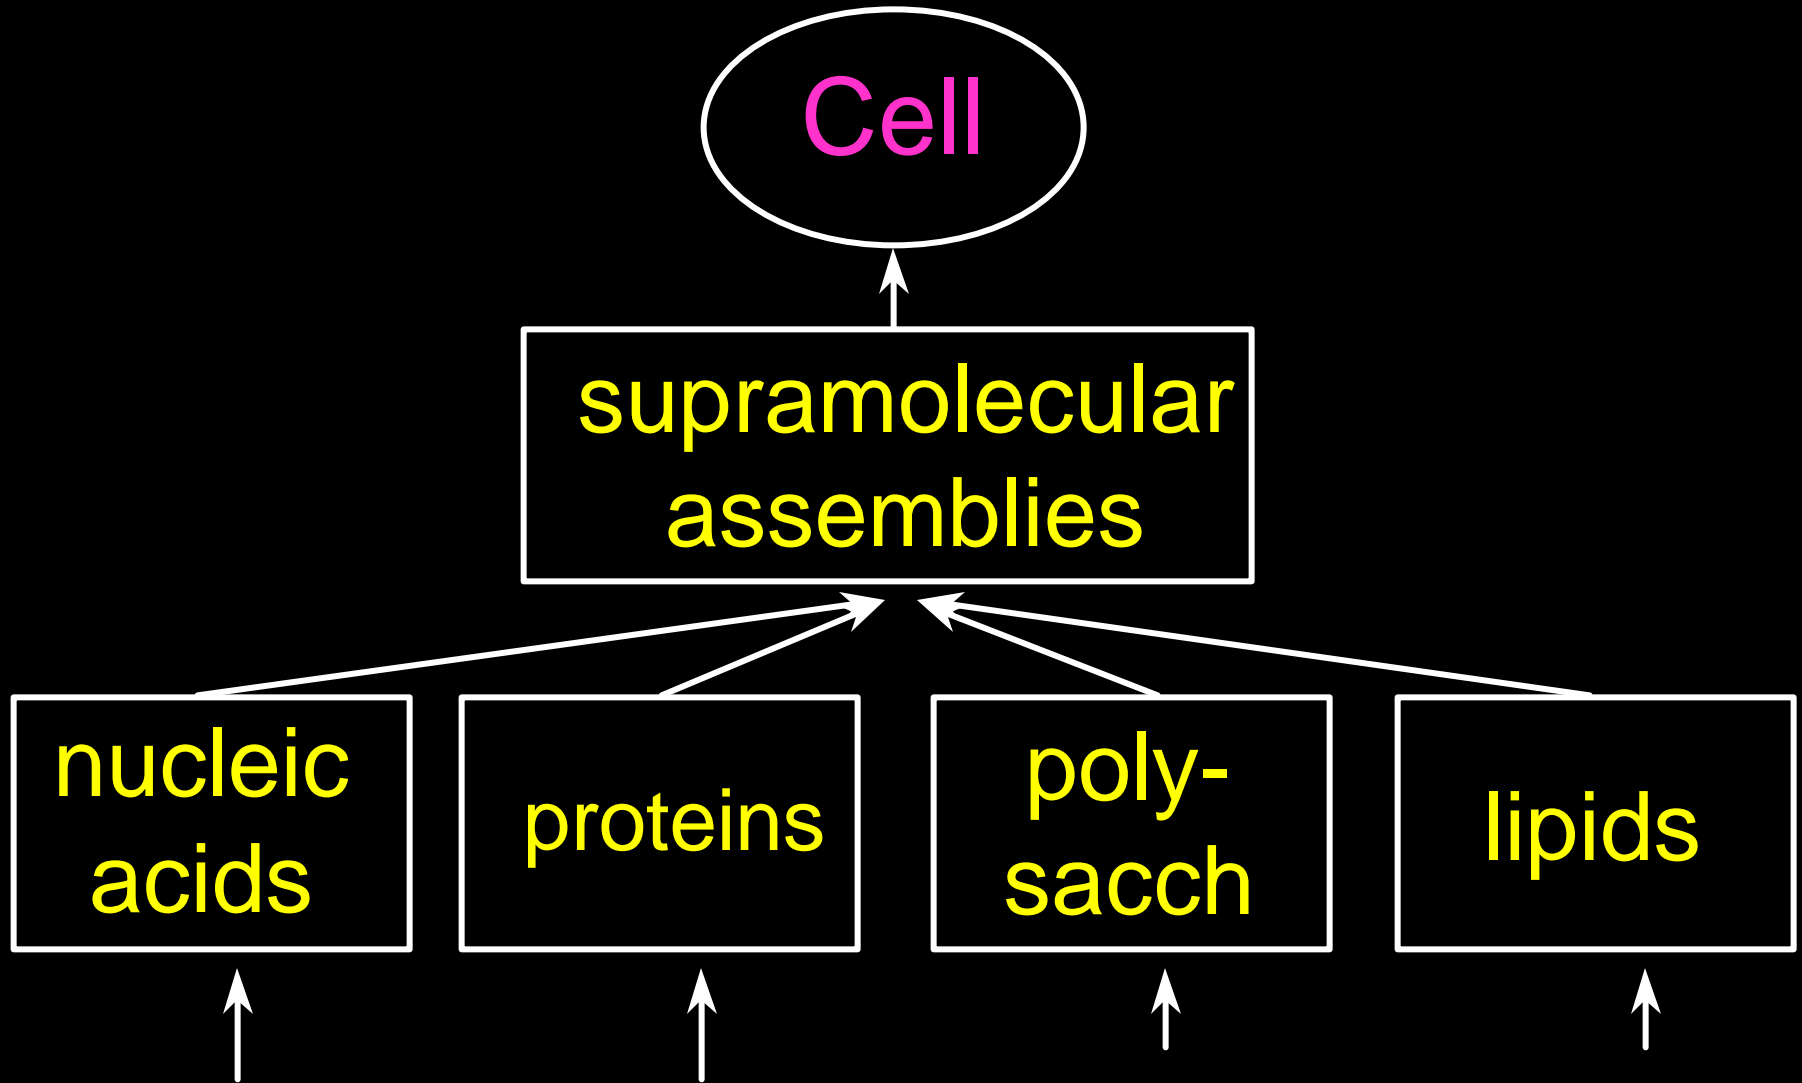 Cell
supramolecular
assemblies
nucleic
acids
proteins
poly-
sacch
lipids